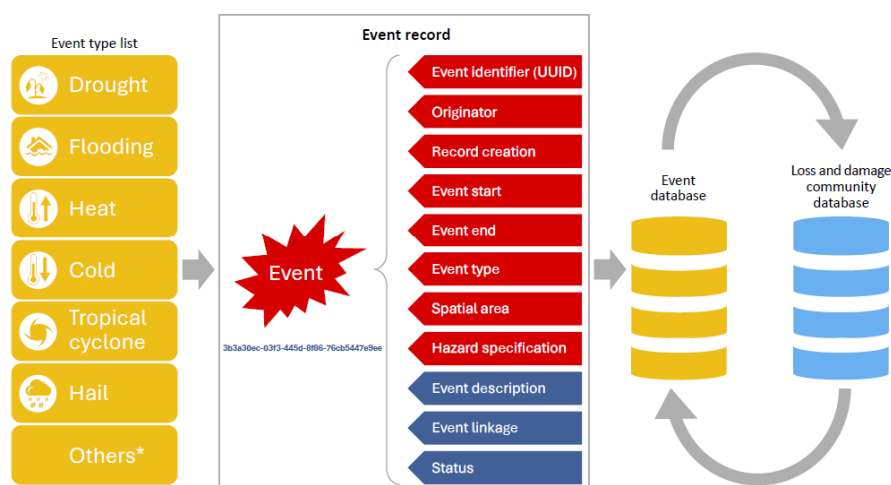 Event type list
Drought
Flooding
Heat
Cold
Tropical
cyclone
Hail
Others*
Event record
Event
3b3a30ec-03f3-445d-8f86-76cb5447e9ee
Event identifier (UUID)
Originator
Record creation
Event start
Event end
Event type
Spatial area
Hazard specification
Event description
Event linkage
Status
Event
database
Loss and damage
community
database